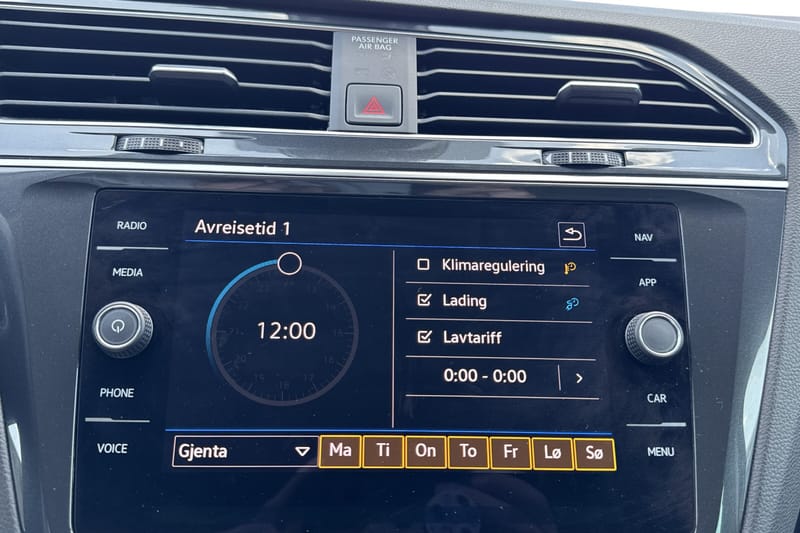 PASSENGER
AIR BAG
RADIO
MEDIA
PHONE
VOICE
Avreisetid 1
12:00
Klimaregulering
Lading
Lavtariff
0:00 - 0:00
Gjenta
Ma Ti On To Fr Lø Sø
NAV
APP
CAR
MENU